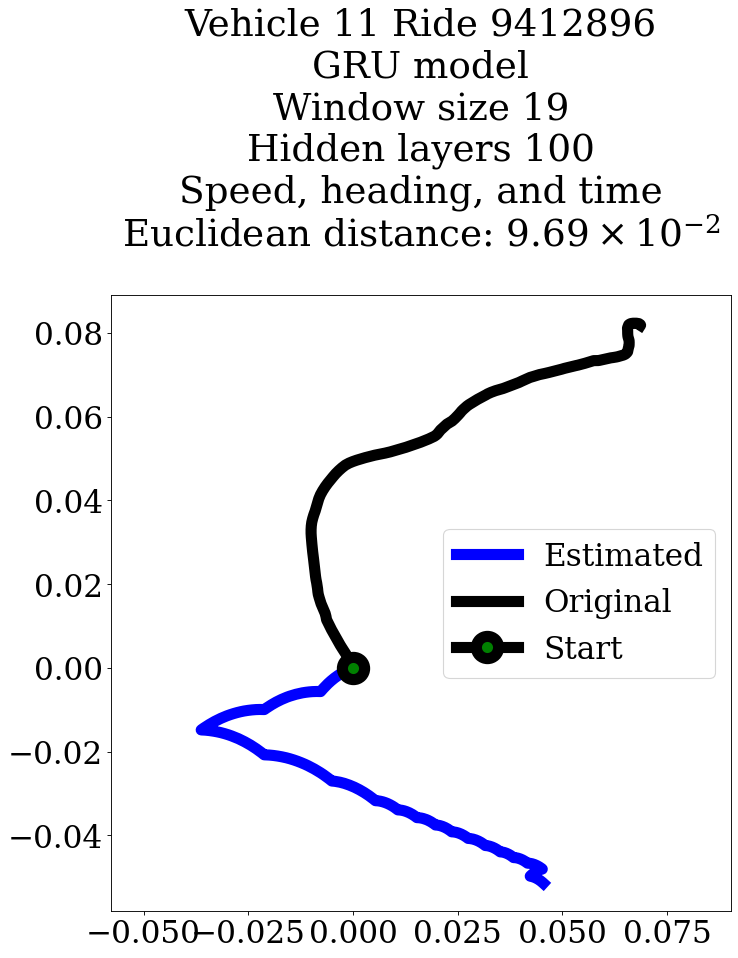 Vehicle 11 Ride 9412896
GRU model
Window size 19
Hidden layers 100
Speed, heading, and time
Euclidean distance: 9.69 × 10⁻²
0.08
0.06
0.04
0.02
0.00
−0.02
−0.04
Estimated
Original
Start
−0.050 −0.025 0.000 0.025 0.050 0.075